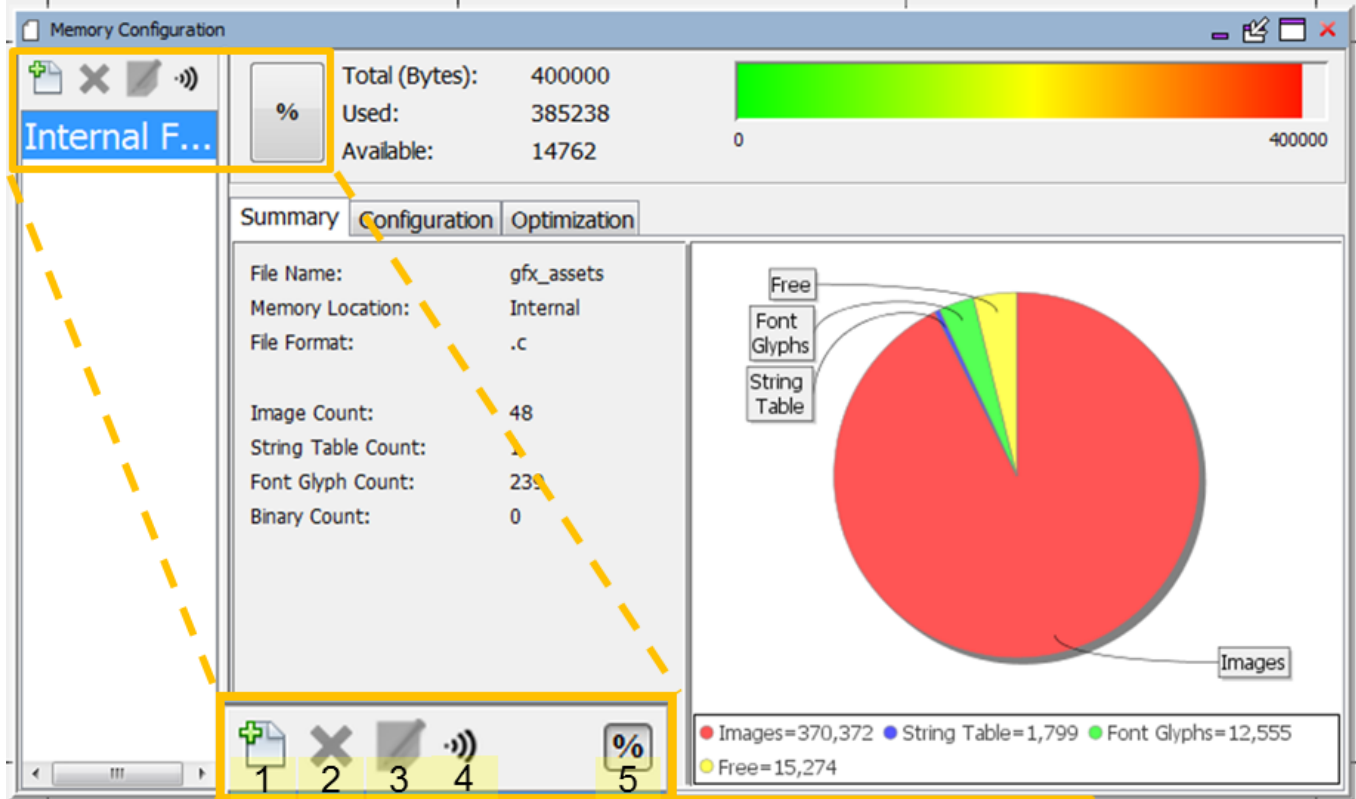 Memory Configuration
Internal F...
%
Total (Bytes): 400000
Used: 385238
Available: 14762
0 400000
Summary Configuration Optimization
File Name: gfx_assets
Memory Location: Internal
File Format: .c
Image Count: 48
String Table Count: 1
Font Glyph Count: 239
Binary Count: 0
Free
Font
Glyphs
String
Table
Images
Images=370,372 String Table=1,799 Font Glyphs=12,555
Free=15,274
%
1 2 3 4 5